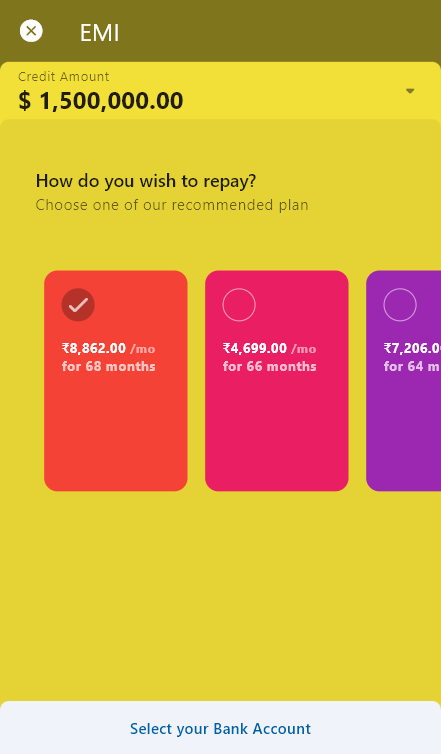 EMI
Credit Amount
$ 1,500,000.00
How do you wish to repay?
Choose one of our recommended plan
₹8,862.00 /mo
for 68 months
₹4,699.00 /mo
for 66 months
₹7,206.0
for 64 m
Select your Bank Account